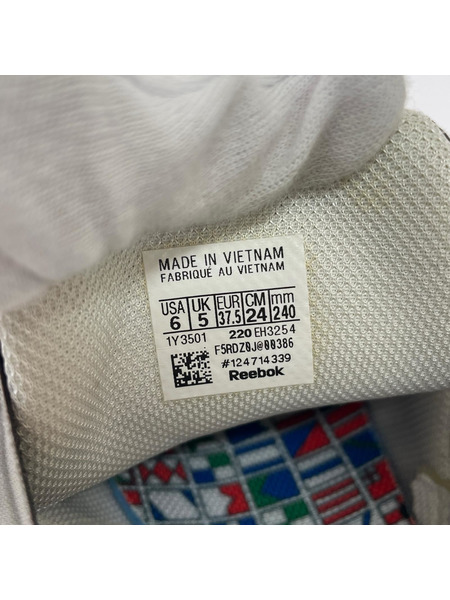 MADE IN VIETNAM
FABRIQUÉ AU VIETNAM
USA UK EUR CM mm
6 5 37.5 24 240
1Y3501 220 EH3254
F5RDZ0J@00386
#124714339
Reebok